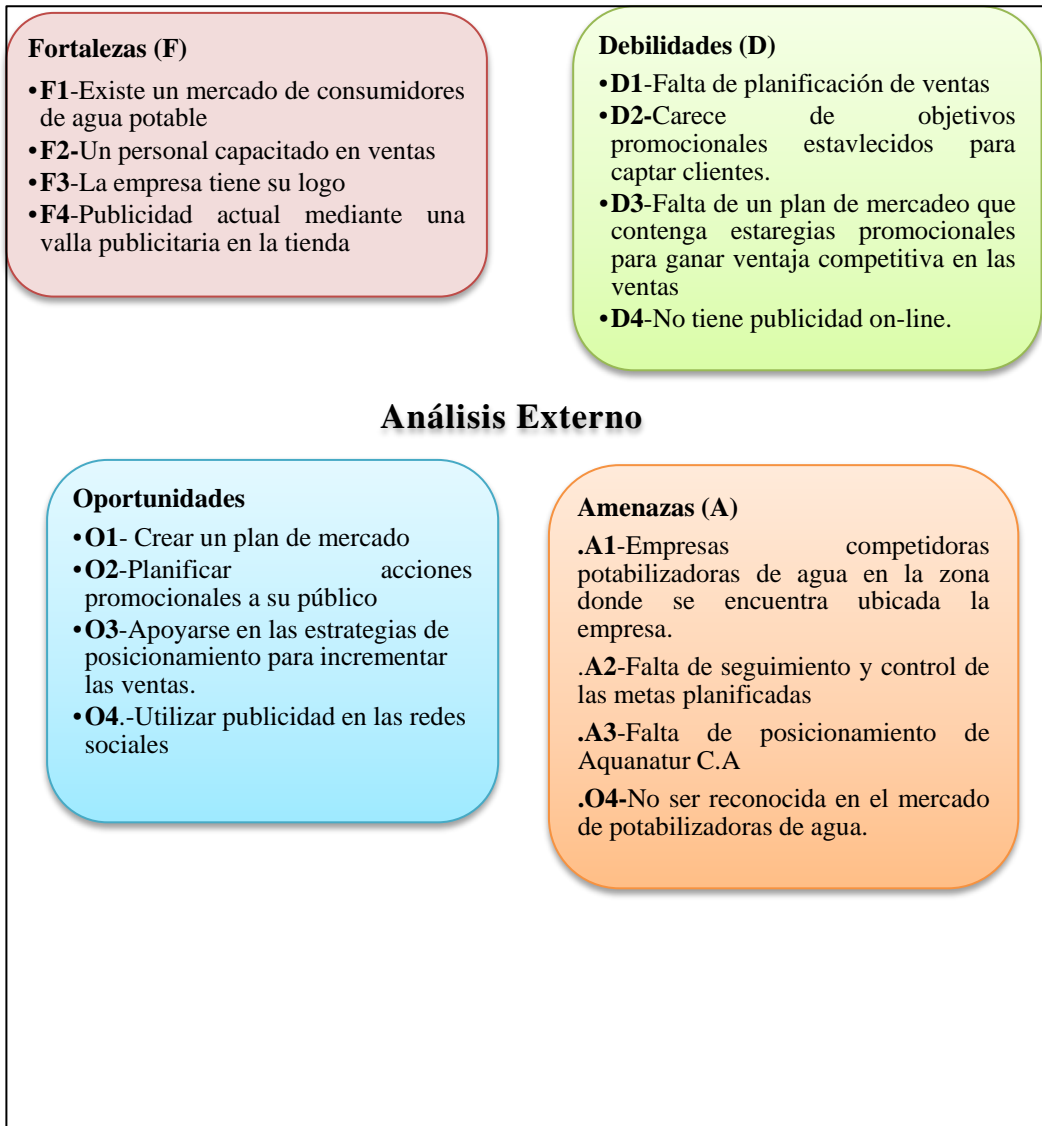 Fortalezas (F)
•F1-Existe un mercado de consumidores
de agua potable
•F2-Un personal capacitado en ventas
•F3-La empresa tiene su logo
•F4-Publicidad actual mediante una
valla publicitaria en la tienda
Debilidades (D)
•D1-Falta de planificación de ventas
•D2-Carece de objetivos
promocionales estavlecidos para
captar clientes.
•D3-Falta de un plan de mercadeo que
contenga estaregias promocionales
para ganar ventaja competitiva en las
ventas
•D4-No tiene publicidad on-line.
Análisis Externo
Oportunidades
•O1- Crear un plan de mercado
•O2-Planificar acciones
promocionales a su público
•O3-Apoyarse en las estrategias de
posicionamiento para incrementar
las ventas.
•O4.-Utilizar publicidad en las redes
sociales
Amenazas (A)
.A1-Empresas competidoras
potabilizadoras de agua en la zona
donde se encuentra ubicada la
empresa.
.A2-Falta de seguimiento y control de
las metas planificadas
.A3-Falta de posicionamiento de
Aquanatur C.A
.O4-No ser reconocida en el mercado
de potabilizadoras de agua.